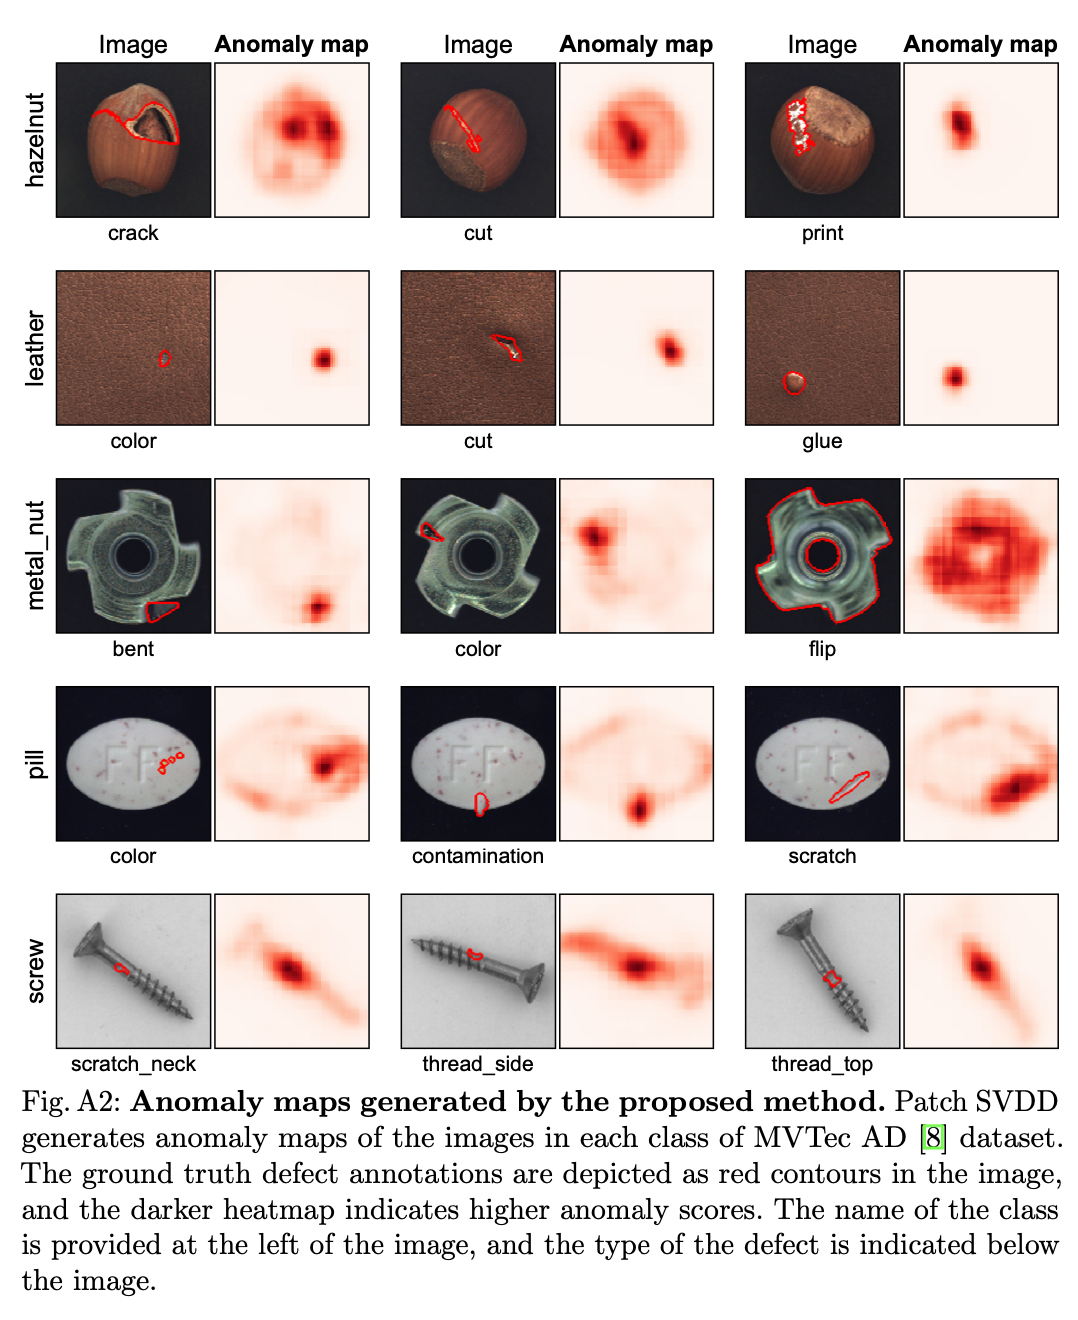 Image Anomaly map Image Anomaly map Image Anomaly map
hazelnut
crack cut print
leather
color cut glue
metal_nut
bent color flip
pill
FF FF FF
color contamination scratch
screw
scratch_neck thread_side thread_top
Fig. A2: Anomaly maps generated by the proposed method. Patch SVDD
generates anomaly maps of the images in each class of MVTec AD [8] dataset.
The ground truth defect annotations are depicted as red contours in the image,
and the darker heatmap indicates higher anomaly scores. The name of the class
is provided at the left of the image, and the type of the defect is indicated below
the image.